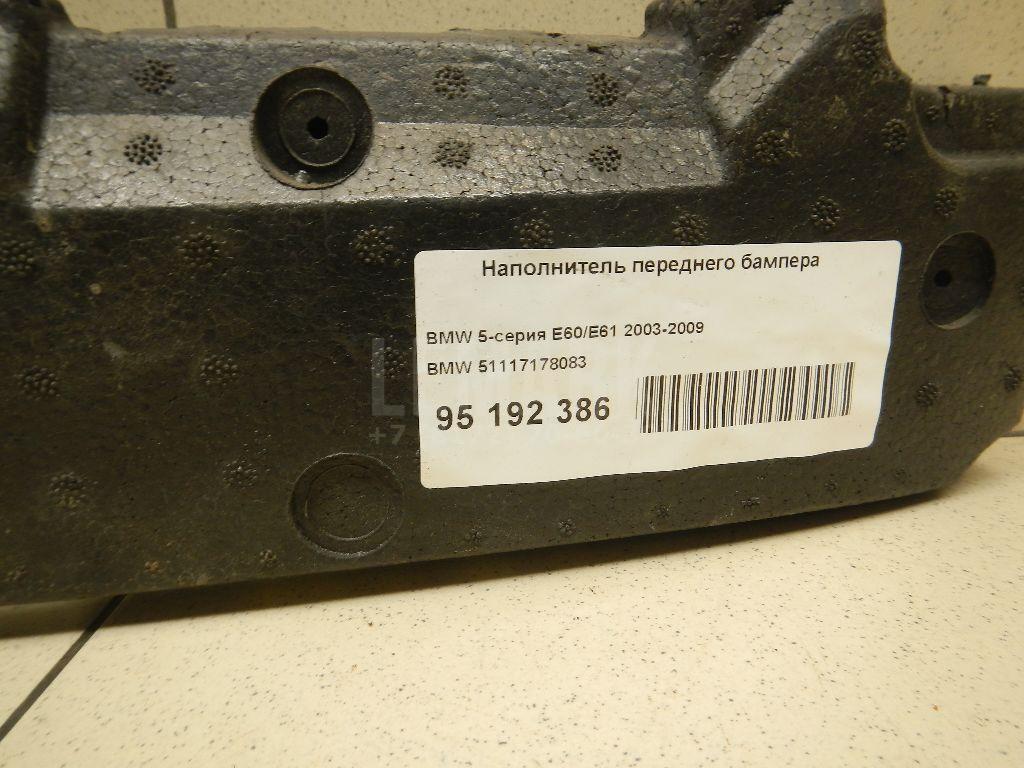 Наполнитель переднего бампера
BMW 5-серия E60/E61 2003-2009
BMW 51117178083
95 192 386